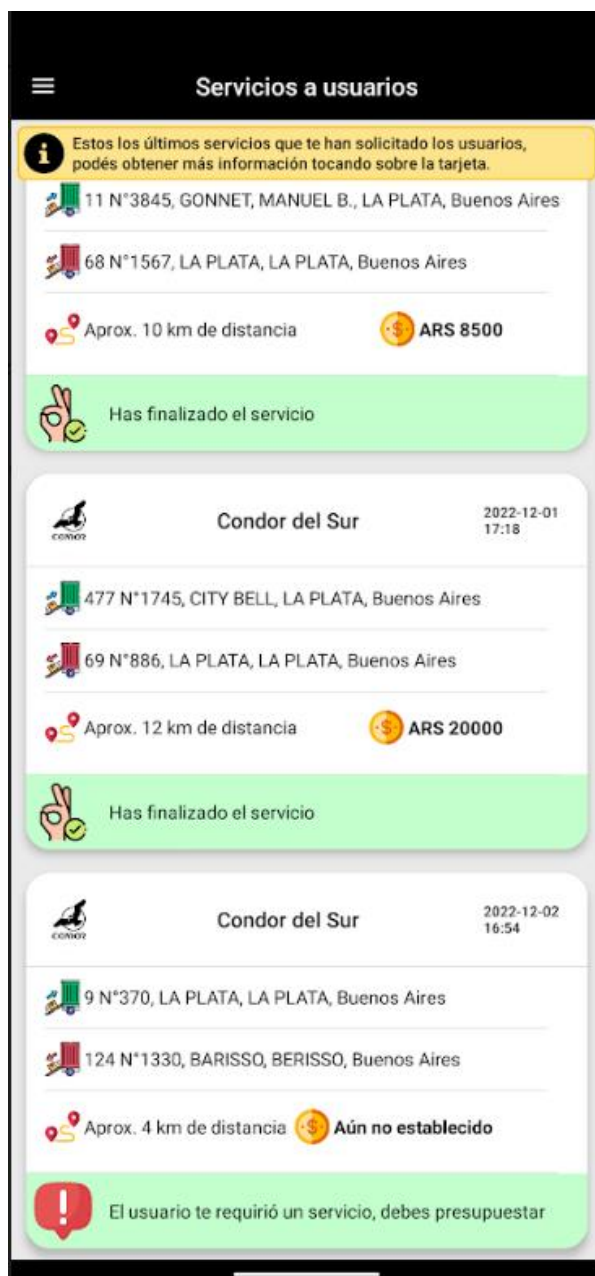 Servicios a usuarios
Estos los últimos servicios que te han solicitado los usuarios,
podés obtener más información tocando sobre la tarjeta.
11 N°3845, GONNET, MANUEL B., LA PLATA, Buenos Aires
68 N°1567, LA PLATA, LA PLATA, Buenos Aires
Aprox. 10 km de distancia ARS 8500
Has finalizado el servicio
CONDOR Condor del Sur 2022-12-01
17:18
477 N°1745, CITY BELL, LA PLATA, Buenos Aires
69 N°886, LA PLATA, LA PLATA, Buenos Aires
Aprox. 12 km de distancia ARS 20000
Has finalizado el servicio
CONDOR Condor del Sur 2022-12-02
16:54
9 N°370, LA PLATA, LA PLATA, Buenos Aires
124 N°1330, BARISSO, BERISSO, Buenos Aires
Aprox. 4 km de distancia Aún no establecido
El usuario te requirió un servicio, debes presupuestar